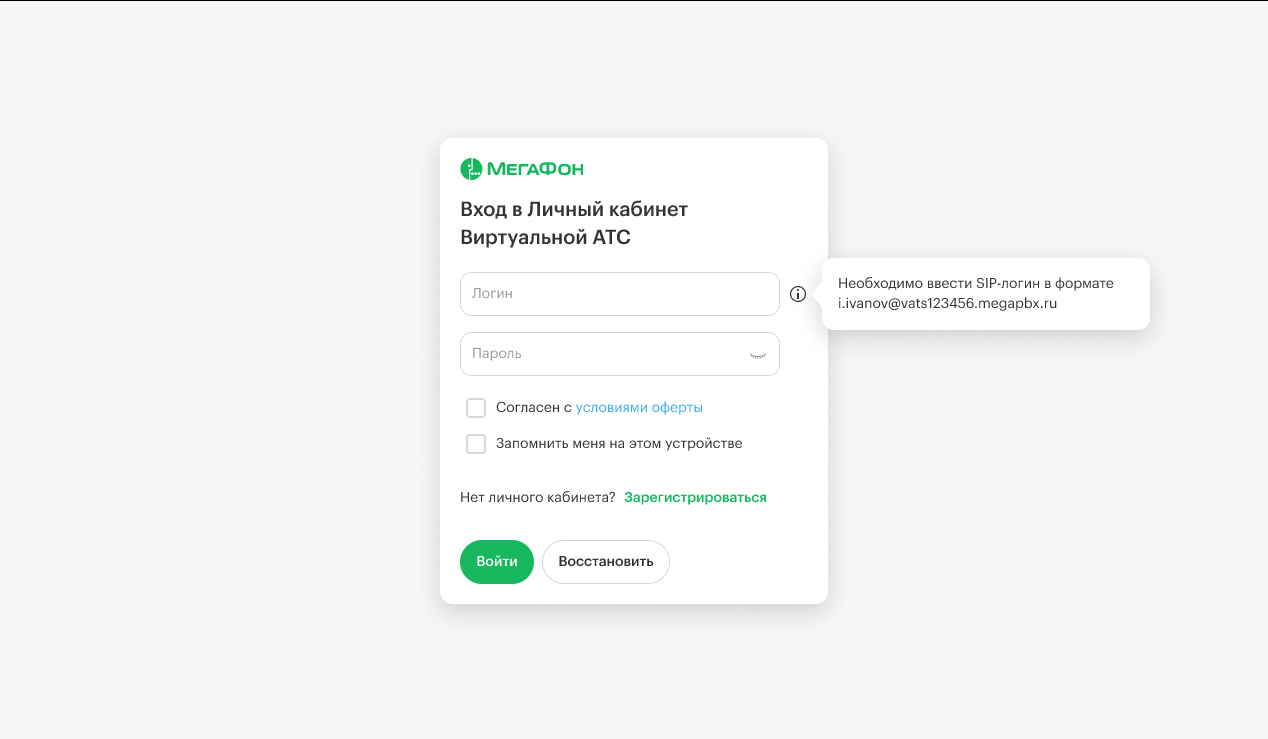 МЕГАФОН
Вход в Личный кабинет
Виртуальной АТС
Логин
Необходимо ввести SIP-логин в формате
i.ivanov@vats123456.megapbx.ru
Пароль
Согласен с условиями оферты
Запомнить меня на этом устройстве
Нет личного кабинета? Зарегистрироваться
Войти Восстановить